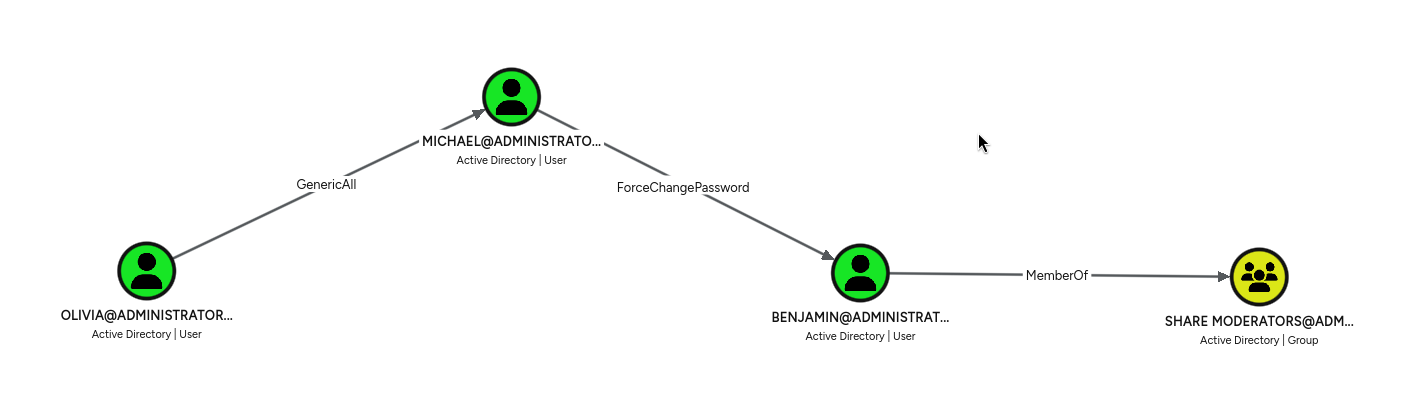 MICHAEL@ADMINISTRATO...
Active Directory | User
GenericAll
ForceChangePassword
OLIVIA@ADMINISTRATOR...
Active Directory | User
BENJAMIN@ADMINISTRAT...
Active Directory | User
MemberOf
SHARE MODERATORS@ADM...
Active Directory | Group